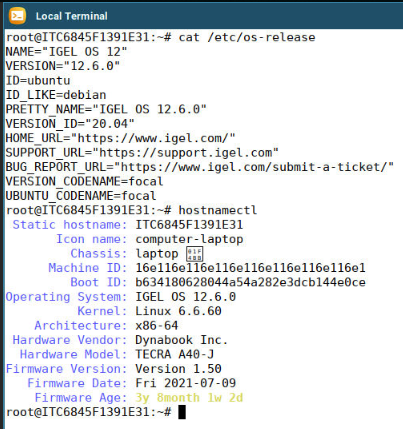 Local Terminal
root@ITC6845F1391E31:~# cat /etc/os-release
NAME="IGEL OS 12"
VERSION="12.6.0"
ID=ubuntu
ID_LIKE=debian
PRETTY_NAME="IGEL OS 12.6.0"
VERSION_ID="20.04"
HOME_URL="https://www.igel.com/"
SUPPORT_URL="https://support.igel.com"
BUG_REPORT_URL="https://www.igel.com/submit-a-ticket/"
VERSION_CODENAME=focal
UBUNTU_CODENAME=focal
root@ITC6845F1391E31:~# hostnamectl
Static hostname: ITC6845F1391E31
Icon name: computer-laptop
Chassis: laptop
Machine ID: 16e116e116e116e116e116e116e116e1
Boot ID: b634180628044a54a282e3dcb144e0ce
Operating System: IGEL OS 12.6.0
Kernel: Linux 6.6.60
Architecture: x86-64
Hardware Vendor: Dynabook Inc.
Hardware Model: TECRA A40-J
Firmware Version: Version 1.50
Firmware Date: Fri 2021-07-09
Firmware Age: 3y 8month 1w 2d
root@ITC6845F1391E31:~#